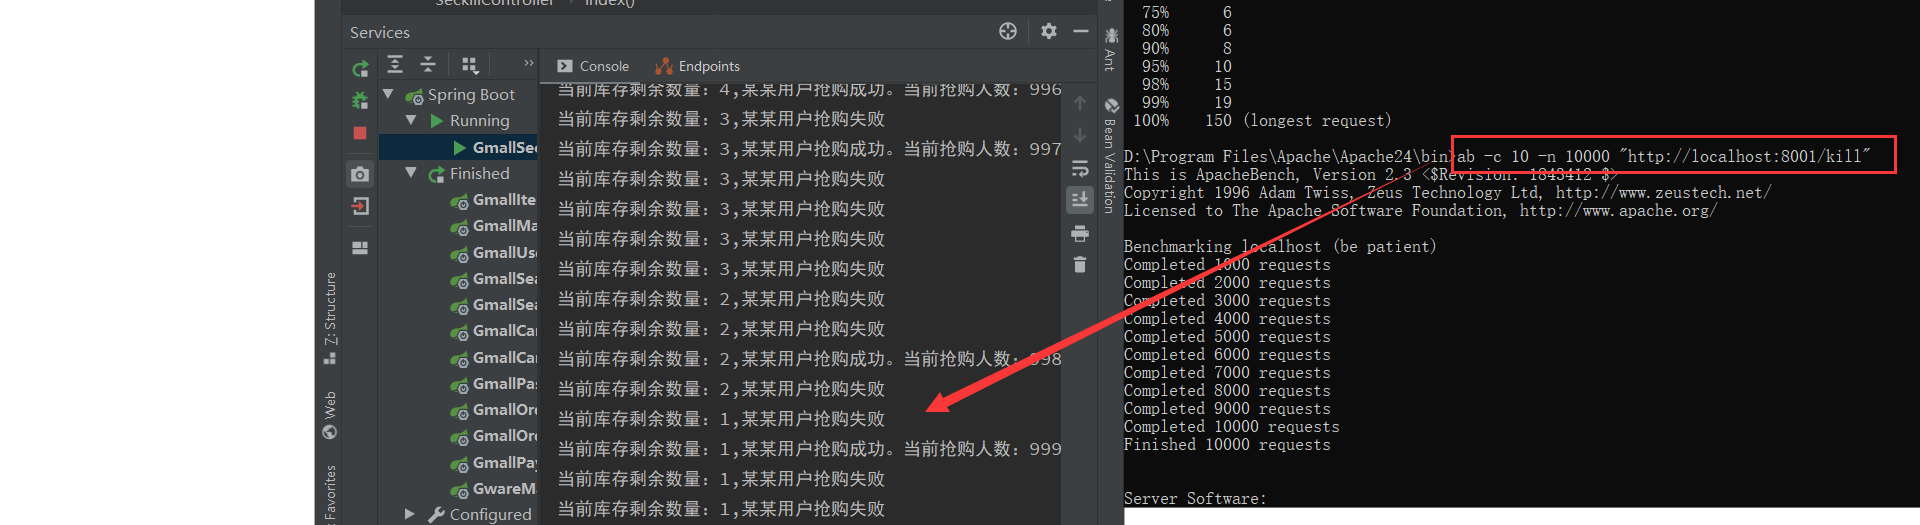 SeckillController > index()
Services
Console
Endpoints
Spring Boot
Running
GmallSec
Finished
GmallIte
GmallMa
GmallUse
GmallSea
GmallSea
GmallCar
GmallCar
GmallPas
GmallOrd
GmallOrd
GmallPay
GwareMa
Configured
Z: Structure
Web
Favorites
当前库存剩余数量：4,某某用户抢购成功。当前抢购人数：996
当前库存剩余数量：3,某某用户抢购失败
当前库存剩余数量：3,某某用户抢购成功。当前抢购人数：997
当前库存剩余数量：3,某某用户抢购失败
当前库存剩余数量：3,某某用户抢购失败
当前库存剩余数量：3,某某用户抢购失败
当前库存剩余数量：3,某某用户抢购失败
当前库存剩余数量：2,某某用户抢购失败
当前库存剩余数量：2,某某用户抢购失败
当前库存剩余数量：2,某某用户抢购成功。当前抢购人数：998
当前库存剩余数量：2,某某用户抢购失败
当前库存剩余数量：1,某某用户抢购失败
当前库存剩余数量：1,某某用户抢购成功。当前抢购人数：999
当前库存剩余数量：1,某某用户抢购失败
当前库存剩余数量：1,某某用户抢购失败
Ant
Bean Validation
75% 6
80% 6
90% 8
95% 10
98% 15
99% 19
100% 150 (longest request)
D:\Program Files\Apache\Apache24\bin>ab -c 10 -n 10000 "http://localhost:8001/kill"
This is ApacheBench, Version 2.3 <$Revision: 1843412 $>
Copyright 1996 Adam Twiss, Zeus Technology Ltd, http://www.zeustech.net/
Licensed to The Apache Software Foundation, http://www.apache.org/
Benchmarking localhost (be patient)
Completed 1000 requests
Completed 2000 requests
Completed 3000 requests
Completed 4000 requests
Completed 5000 requests
Completed 6000 requests
Completed 7000 requests
Completed 8000 requests
Completed 9000 requests
Completed 10000 requests
Finished 10000 requests
Server Software: